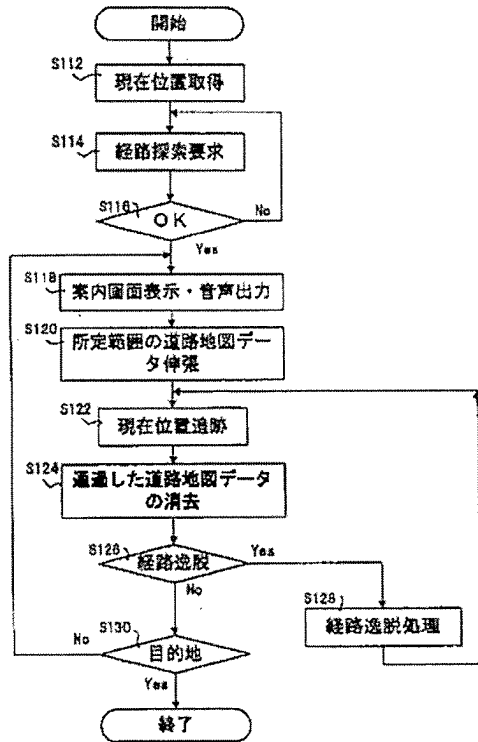 開始
S112
現在位置取得
S114
経路探索要求
S116
OK
No
Yes
S118
案内画面表示・音声出力
S120
所定範囲の道路地図デー
タ伸張
S122
現在位置追跡
S124
通過した道路地図データ
の消去
S126
経路逸脱
Yes
No
S128
経路逸脱処理
S130
目的地
No
Yes
終了